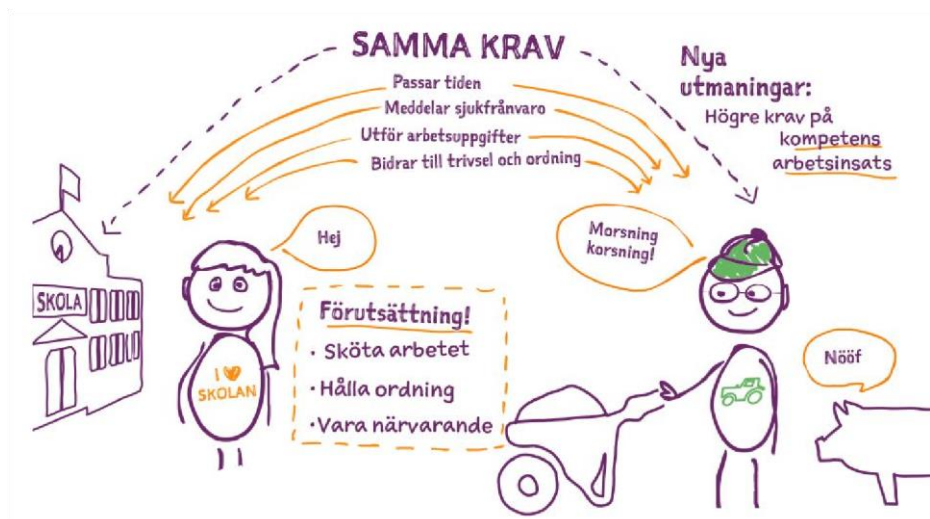 SAMMA KRAV
Passar tiden
Meddelar sjukfrånvaro
Utför arbetsuppgifter
Bidrar till trivsel och ordning
Nya
utmaningar:
Högre krav på
kompetens
arbetsinsats
SKOLA
Hej
I
SKOLAN
Förutsättning!
· Sköta arbetet
· Hålla ordning
· Vara närvarande
Morsning
korsning!
Nööf